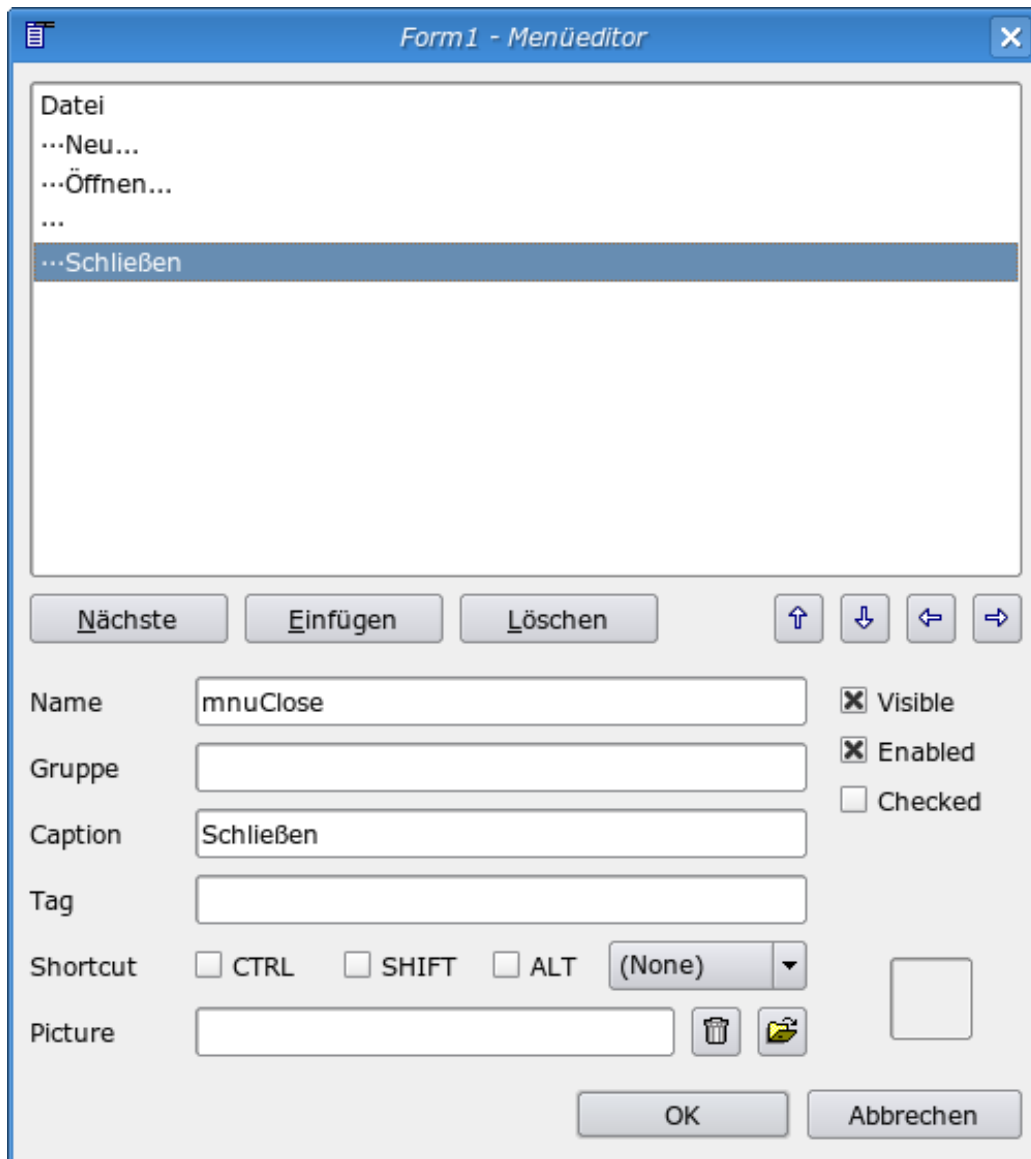 Form1 - Menüeditor
Datei
···Neu...
···Öffnen...
···
···Schließen
Nächste Einfügen Löschen
Name mnuClose Visible
Gruppe Enabled
Checked
Caption Schließen
Tag
Shortcut CTRL SHIFT ALT (None)
Picture
OK Abbrechen